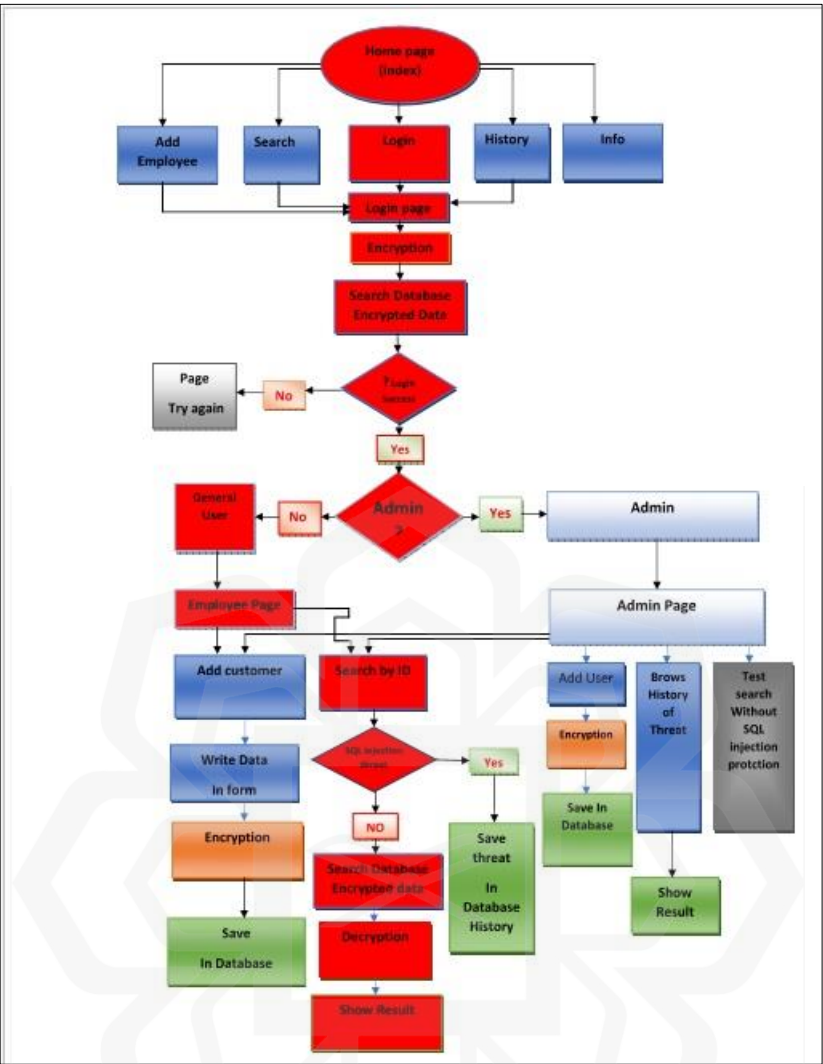 Home page
(index)
Add
Employee
Search
Login
History
Info
Login page
Encryption
Search Database
Encrypted Date
Page
Try again
No
? Login
success
Yes
General
User
No
Admin
?
Yes
Admin
Employee Page
Admin Page
Add customer
Search by ID
Add User
Brows
History
of
Threat
Test
search
Without
SQL
injection
protction
Write Data
In form
SQL injection
threat
Yes
Encryption
Encryption
NO
Save
threat
In
Database
History
Save In
Database
Search Database
Encrypted data
Show
Result
Save
In Database
Decryption
Show Result